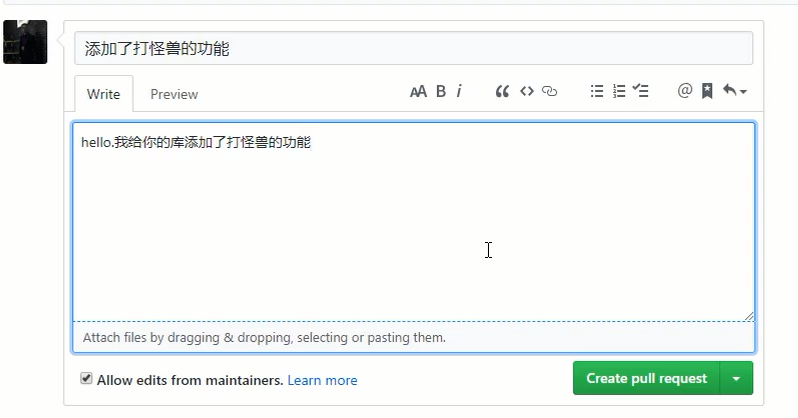 添加了打怪兽的功能
Write Preview AA B i @
hello.我给你的库添加了打怪兽的功能
Attach files by dragging & dropping, selecting or pasting them.
Allow edits from maintainers. Learn more
Create pull request